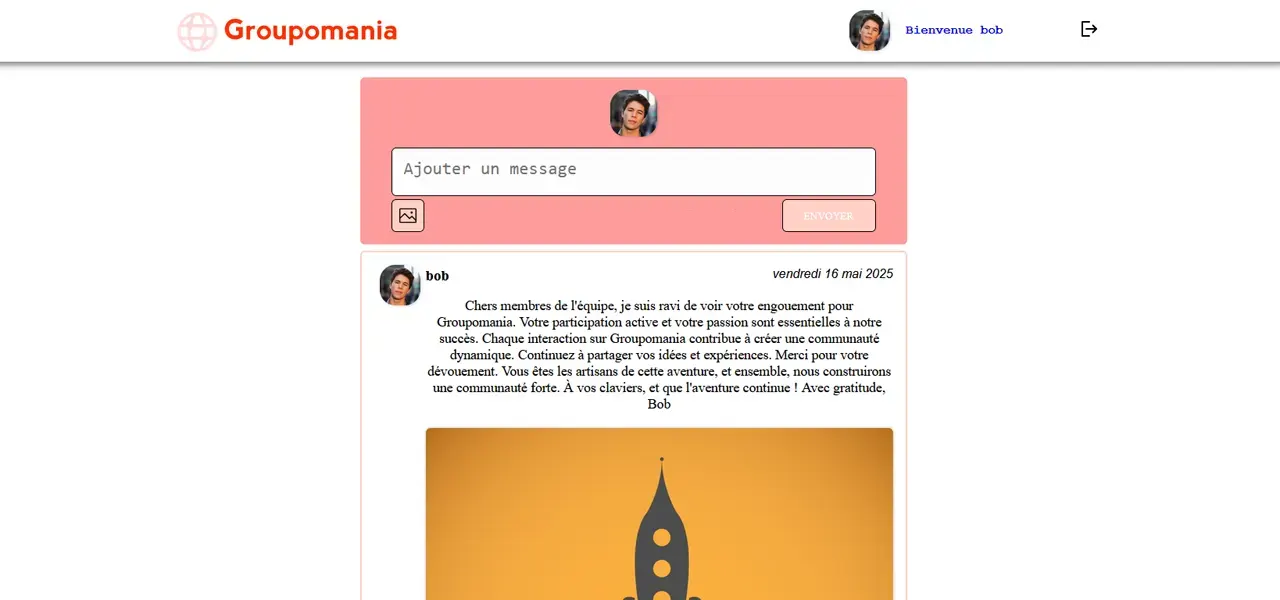 Groupomania
Bienvenue bob
Ajouter un message
ENVOYER
bob
vendredi 16 mai 2025
Chers membres de l'équipe, je suis ravi de voir votre engouement pour
Groupomania. Votre participation active et votre passion sont essentielles à notre
succès. Chaque interaction sur Groupomania contribue à créer une communauté
dynamique. Continuez à partager vos idées et expériences. Merci pour votre
dévouement. Vous êtes les artisans de cette aventure, et ensemble, nous construirons
une communauté forte. À vos claviers, et que l'aventure continue ! Avec gratitude,
Bob